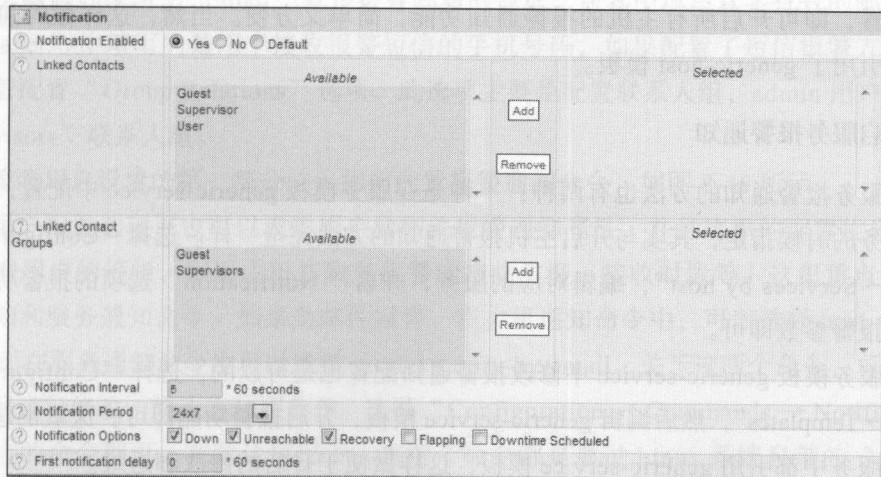 Notification
Notification Enabled Yes No Default
Linked Contacts
Available Selected
Guest
Supervisor
User
Add
Remove
Linked Contact
Groups
Available Selected
Guest
Supervisors
Add
Remove
Notification Interval 5 * 60 seconds
Notification Period 24x7
Notification Options Down Unreachable Recovery Flapping Downtime Scheduled
First notification delay 0 * 60 seconds